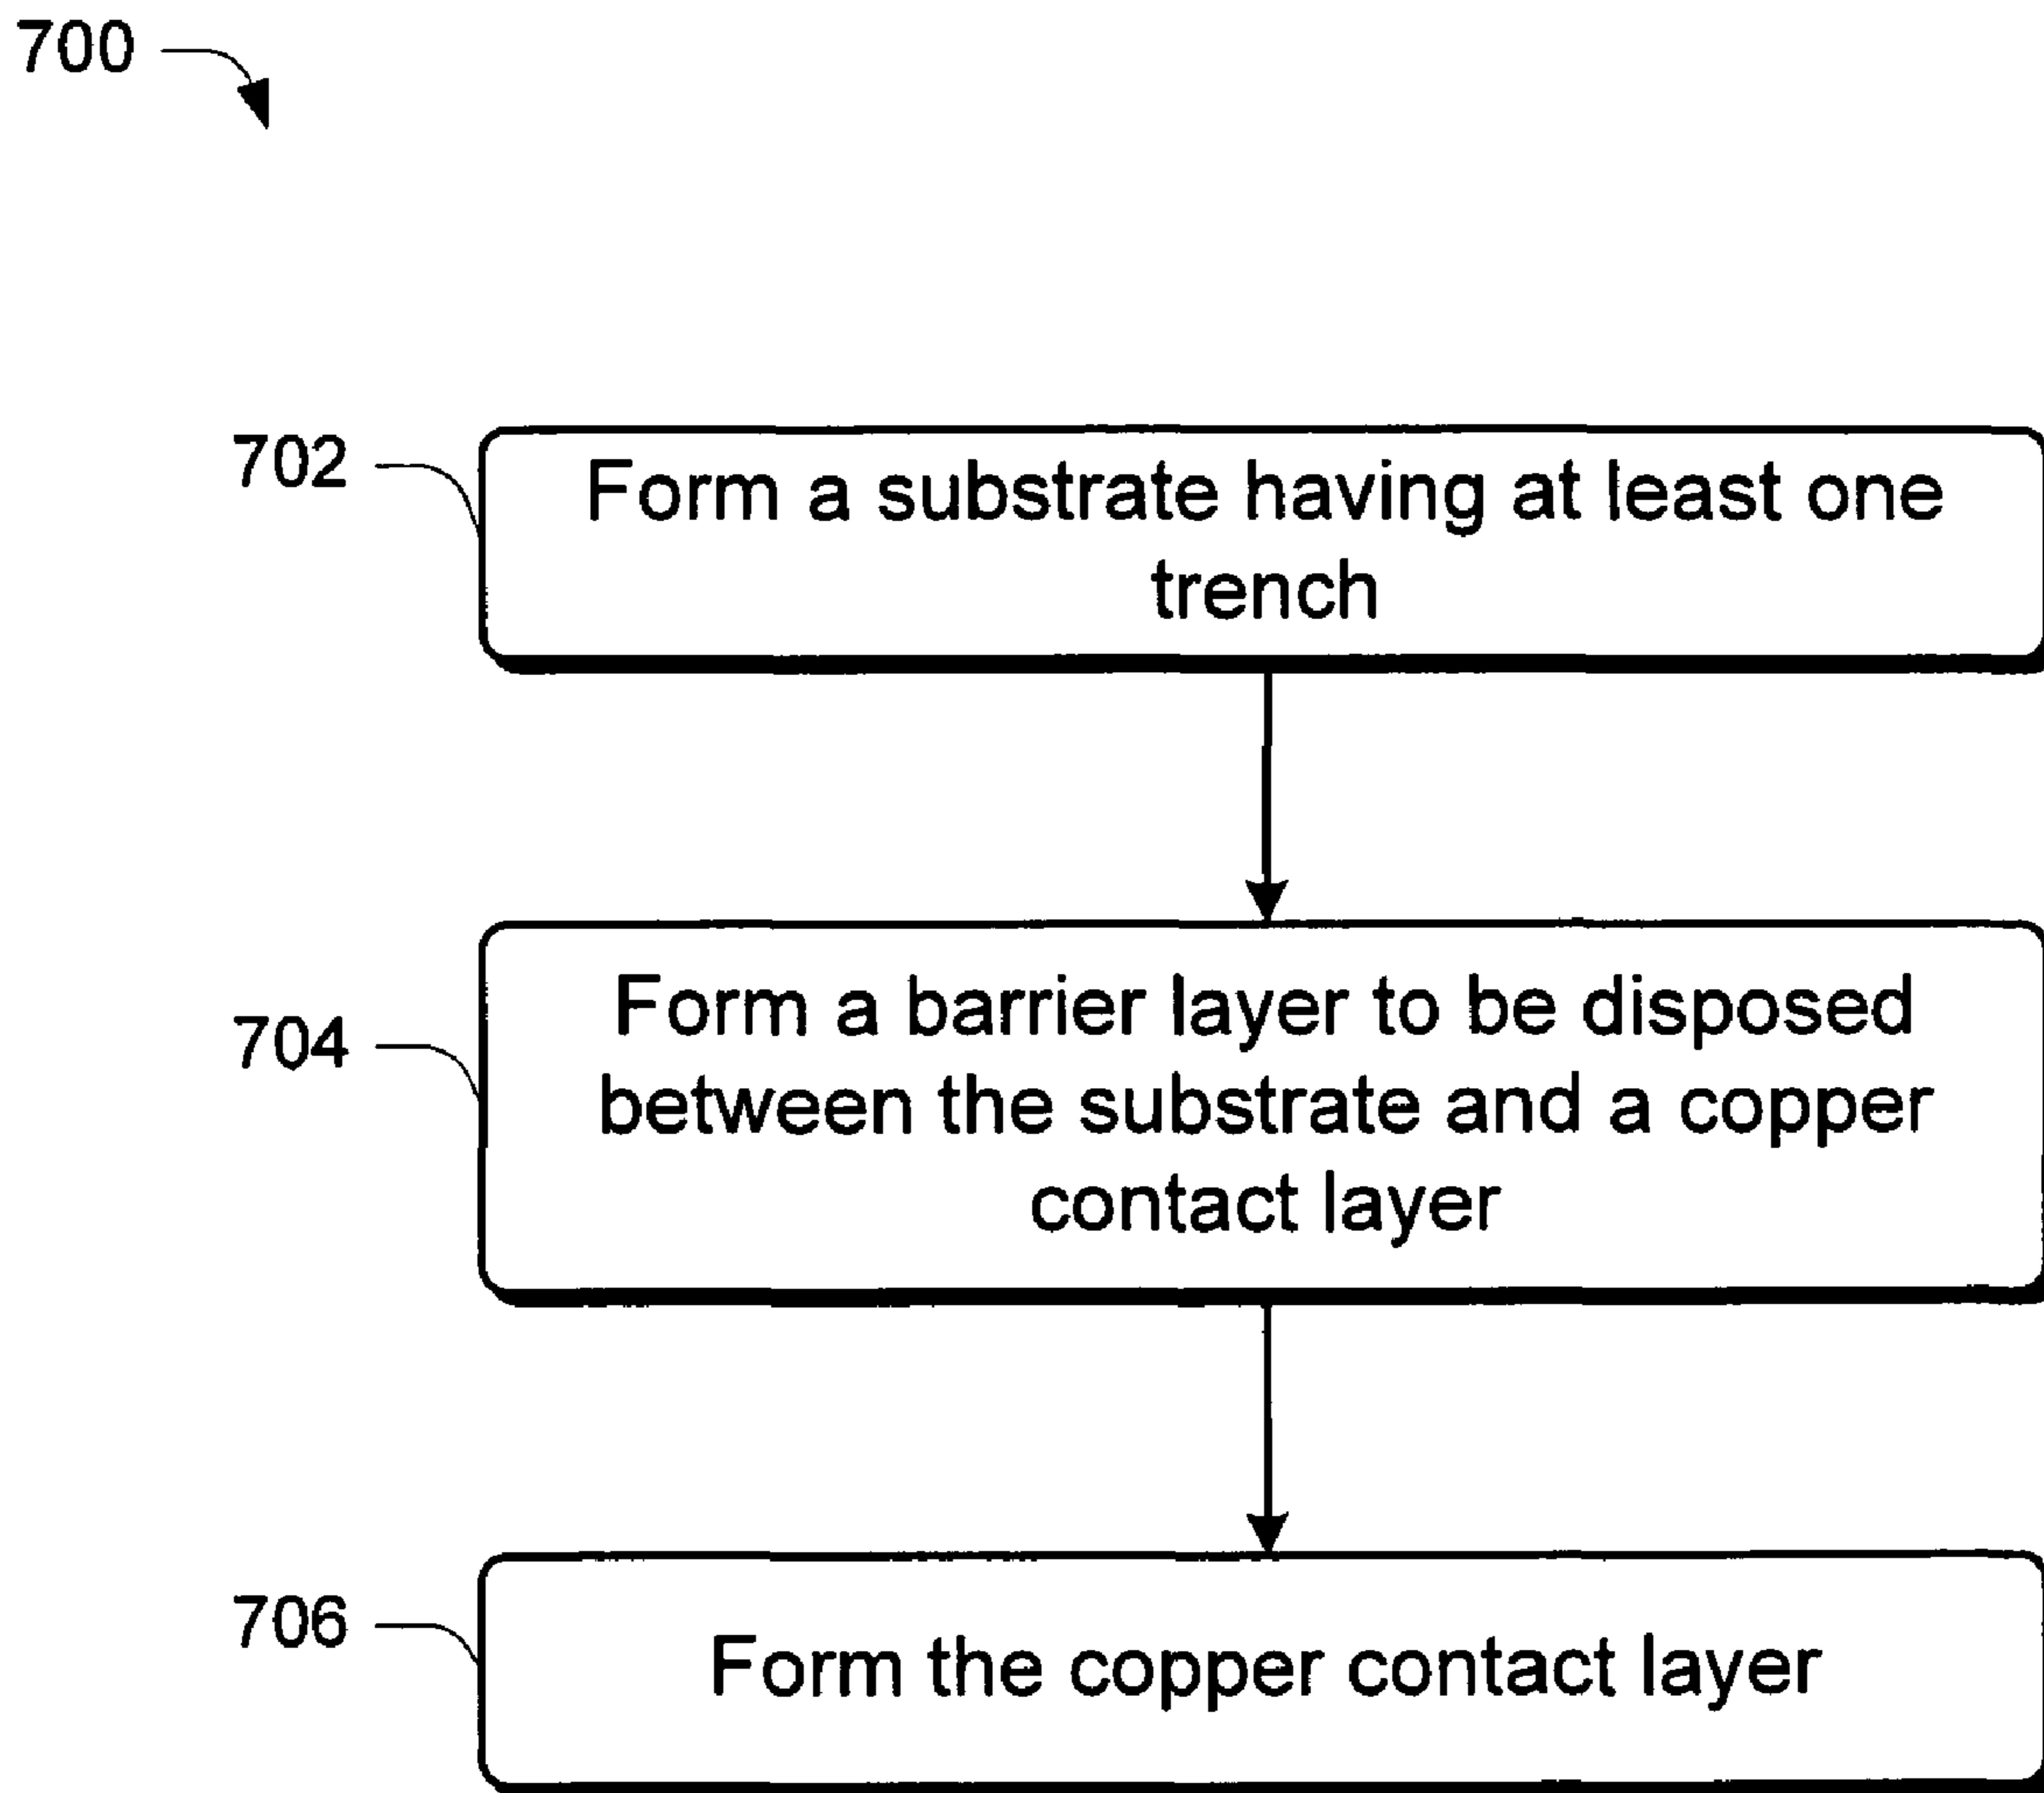 700
702
Form a substrate having at least one
trench
704
Form a barrier layer to be disposed
between the substrate and a copper
contact layer
706
Form the copper contact layer